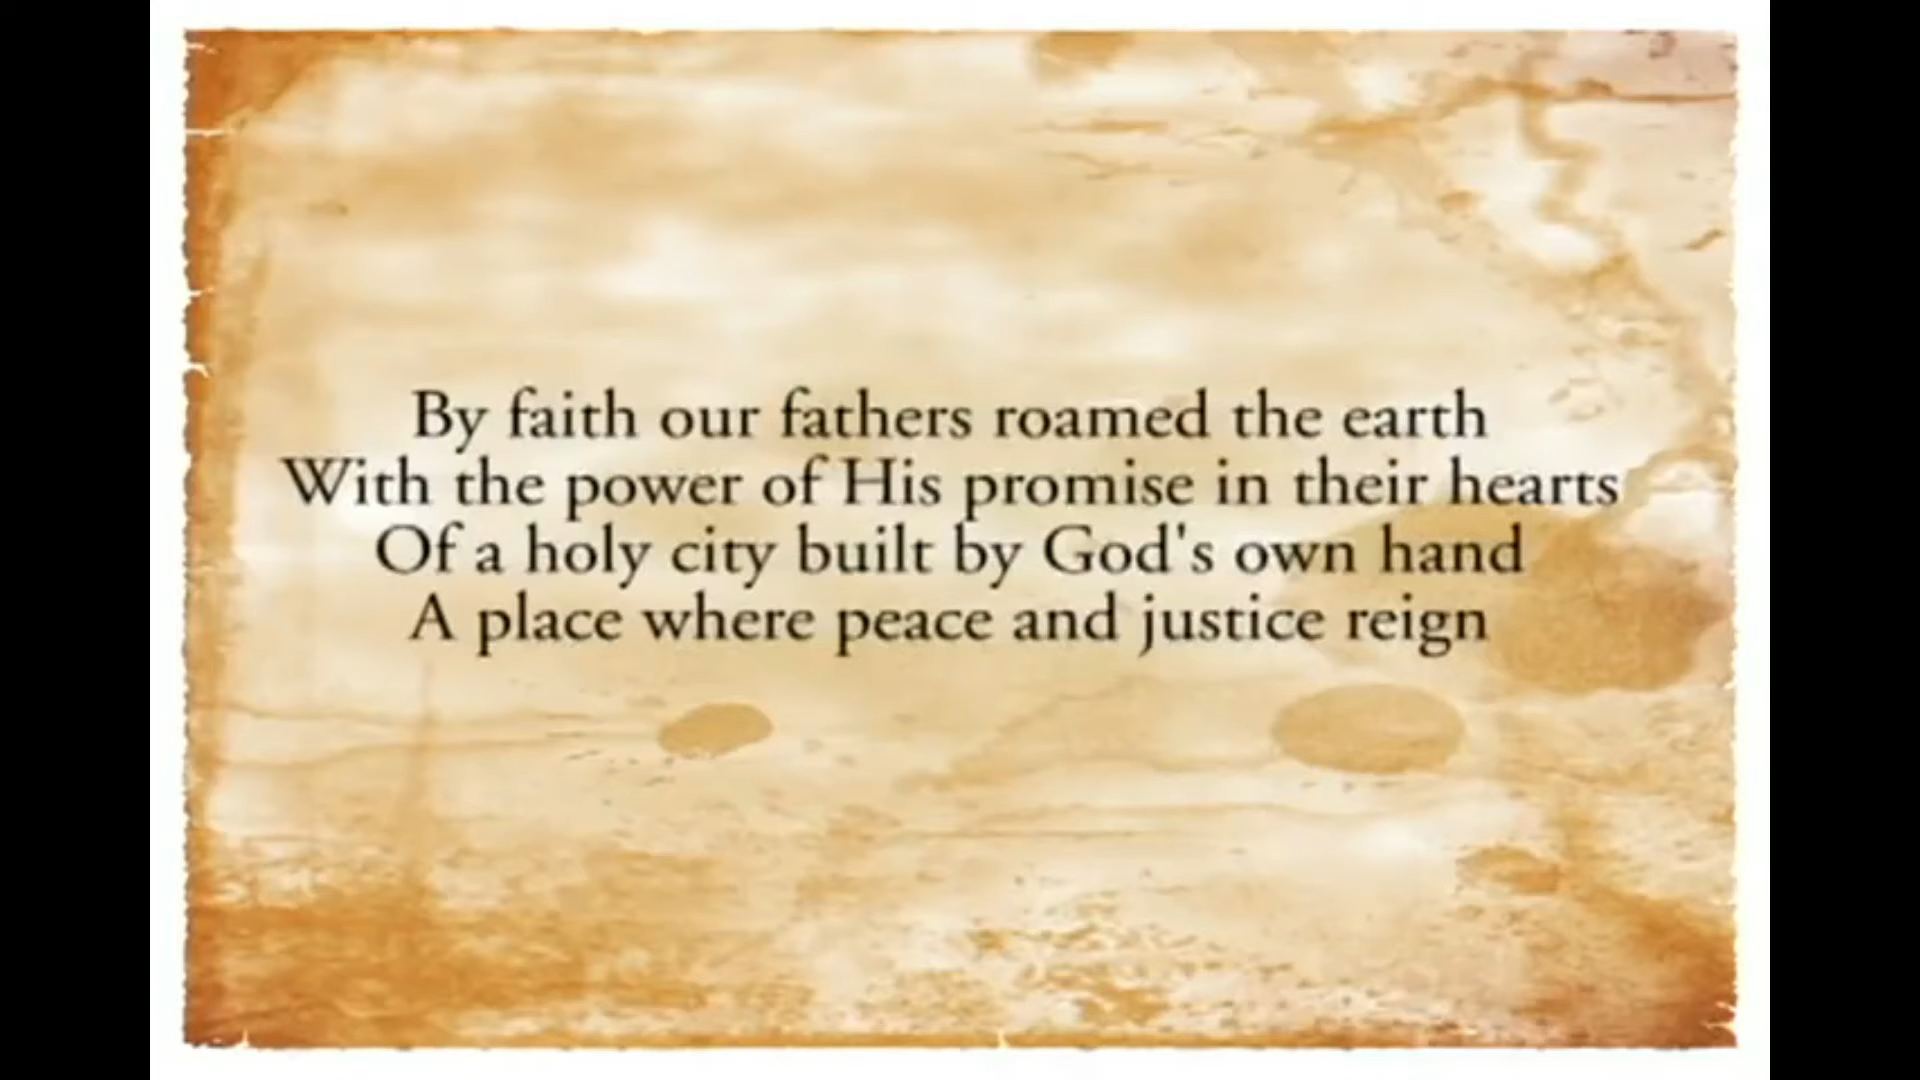 By faith our fathers roamed the earth
With the power of His promise in their hearts
Of a holy city built by God's own hand
A place where peace and justice reign